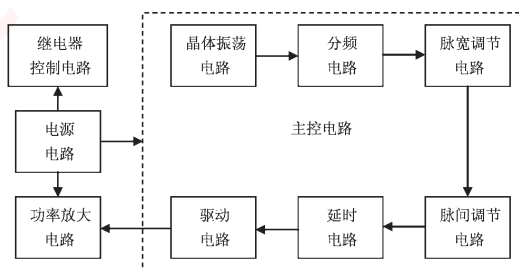 继电器
控制电路
晶体振荡
电路
分频
电路
脉宽调节
电路
电源
电路
主控电路
功率放大
电路
驱动
电路
延时
电路
脉间调节
电路